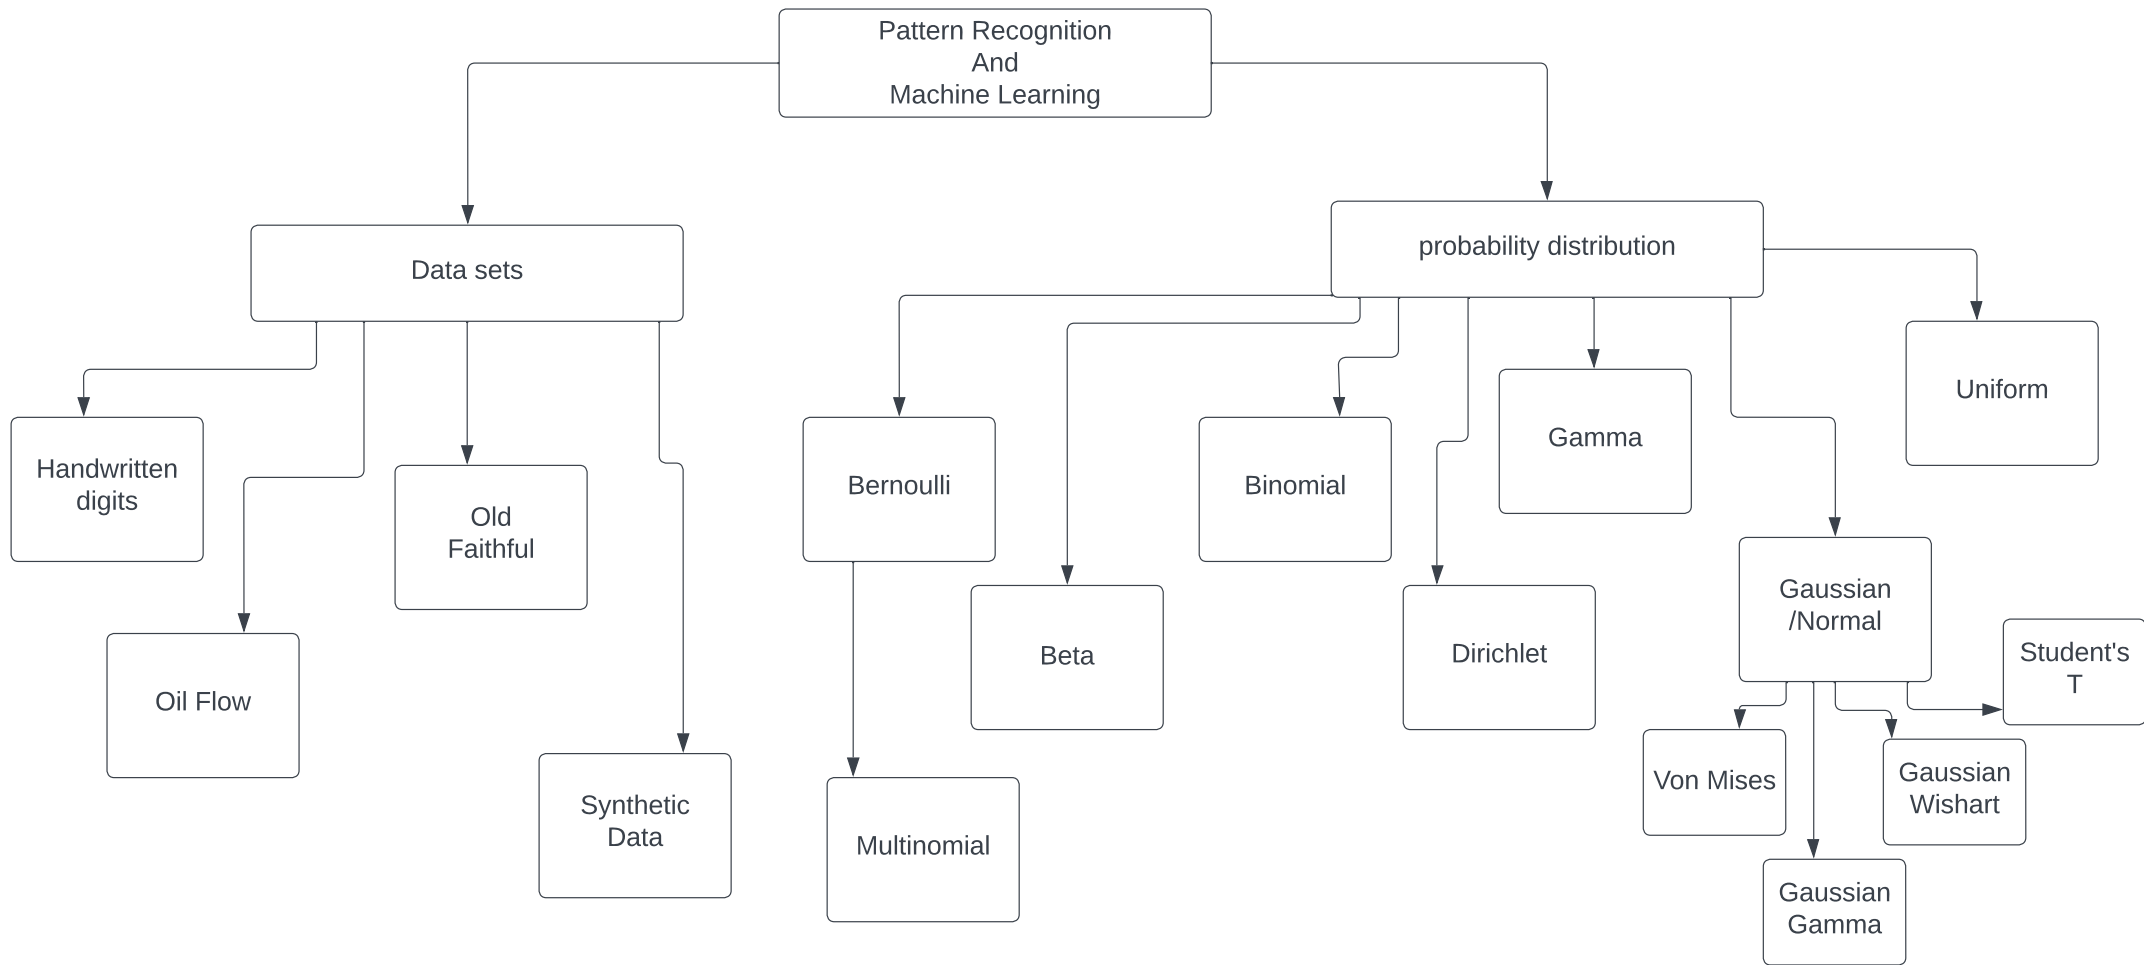 Pattern Recognition
And
Machine Learning
Data sets
probability distribution
Handwritten
digits
Oil Flow
Old
Faithful
Synthetic
Data
Bernoulli
Multinomial
Beta
Binomial
Dirichlet
Gamma
Gaussian
/Normal
Uniform
Von Mises
Gaussian
Gamma
Gaussian
Wishart
Student's
T